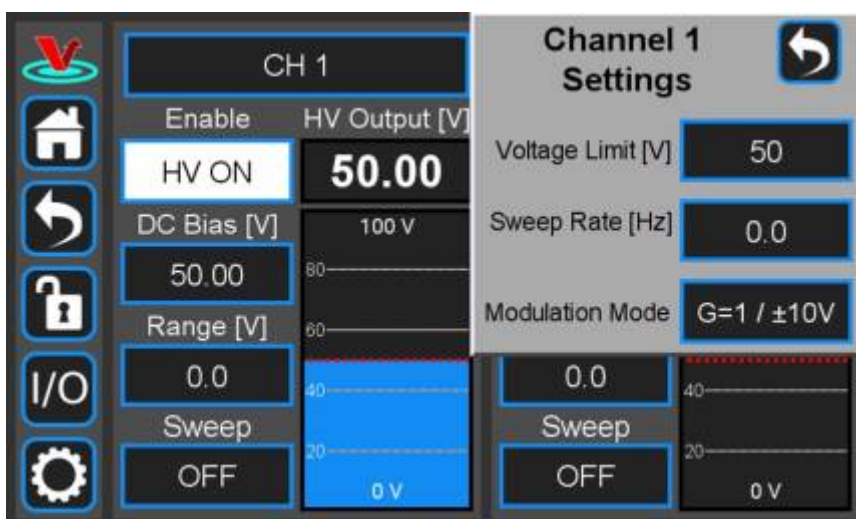 CH 1
Enable
HV Output [V]
HV ON
50.00
DC Bias [V]
50.00
Range [V]
0.0
Sweep
OFF
100 V
80
60
40
20
0 V
Channel 1
Settings
Voltage Limit [V]
50
Sweep Rate [Hz]
0.0
Modulation Mode
G=1 / ±10V
0.0
Sweep
OFF
40
20
0 V
I/O